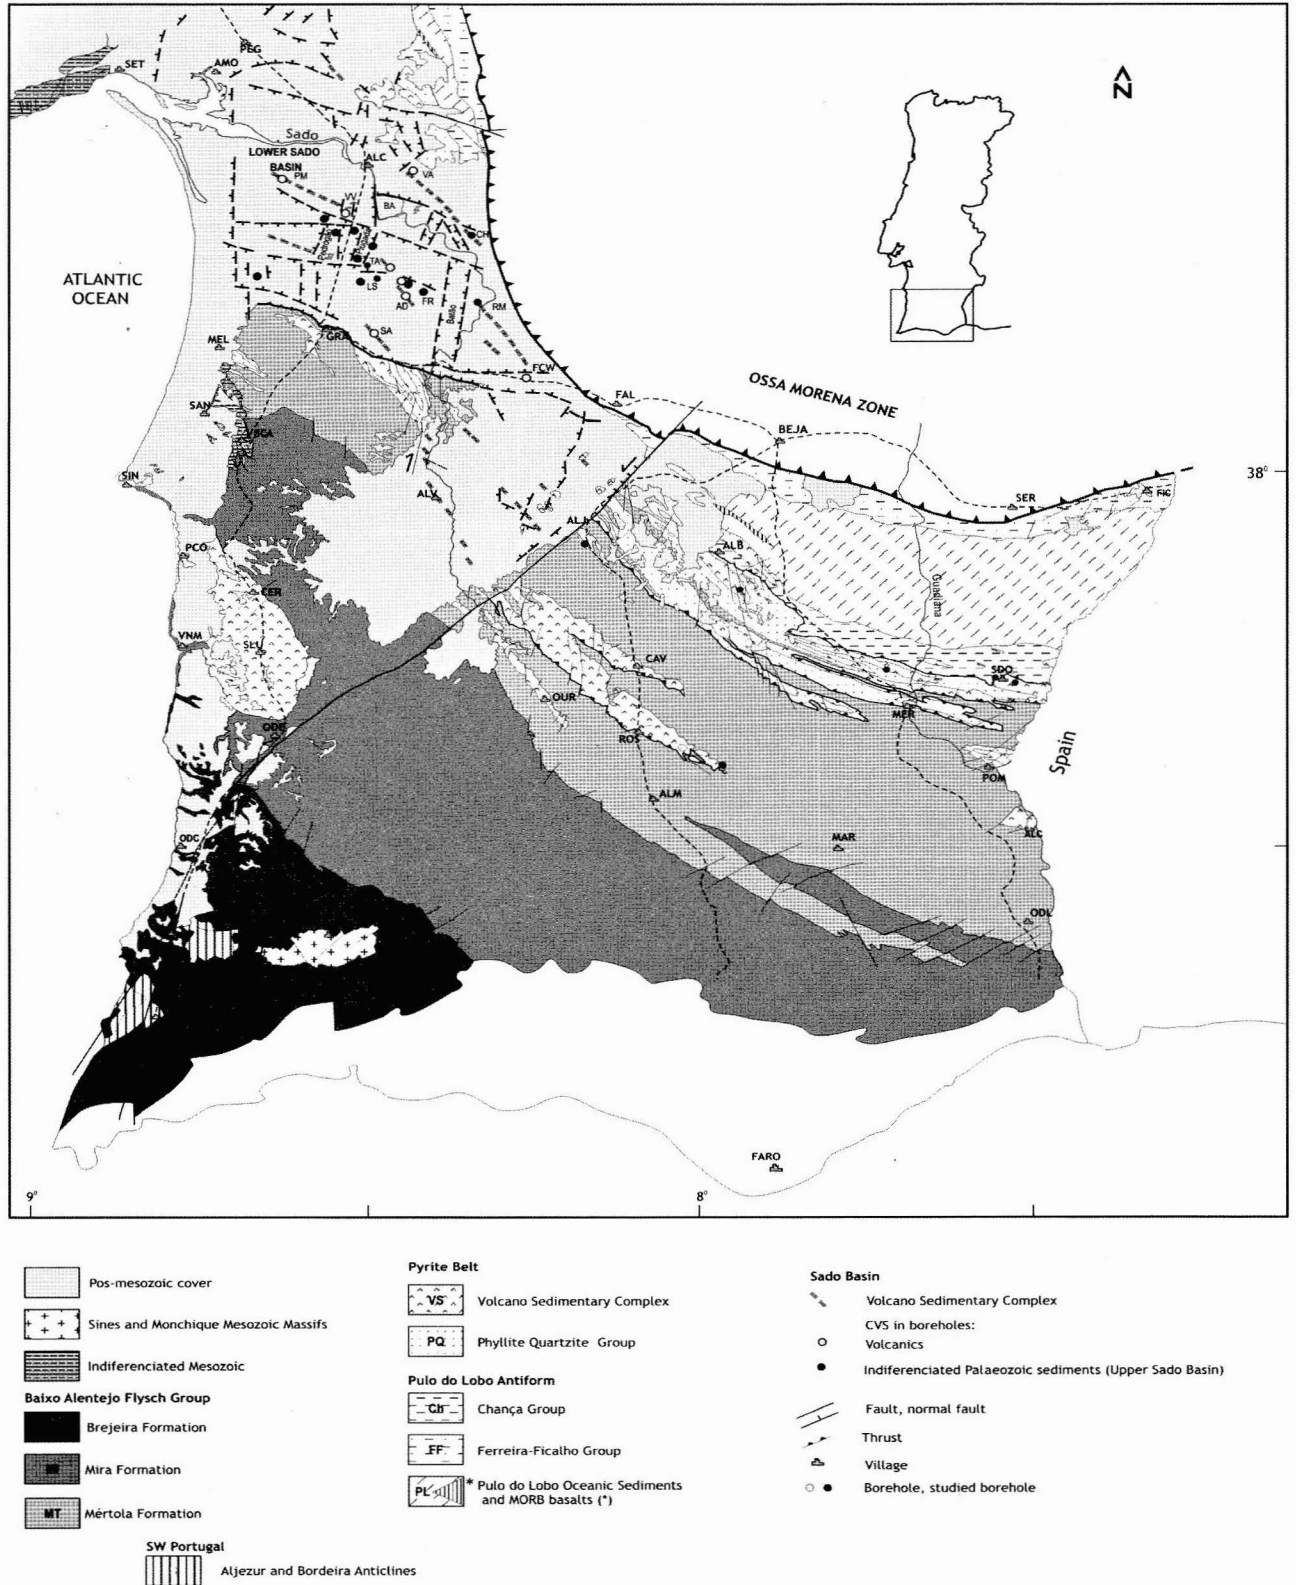 PEG
SET
AMO
N
Sado
LOWER SADO
BASIN
ALC
PM
VA
VV
BA
CH
TA
LS
FR
AD
RM
Batão
SA
GRA
ATLANTIC
OCEAN
MEL
FCW
OSSA MORENA ZONE
FAL
SAN
BEJA
38°
SIN
ALV
SER
FIC
ALJ
PCO
ALB
CER
Guadiana
VNM
SLU
CAV
SDO
OUR
MER
ROS
Spain
POM
ALM
ODC
MAR
ALC
ODL
FARO
9°
8°
Pos-mesozoic cover
Sines and Monchique Mesozoic Massifs
Indiferenciated Mesozoic
Baixo Alentejo Flysch Group
Brejeira Formation
Mira Formation
MT
Mértola Formation
SW Portugal
Aljezur and Bordeira Anticlines
Pyrite Belt
VS
Volcano Sedimentary Complex
PQ
Phyllite Quartzite Group
Pulo do Lobo Antiform
Ch
Chança Group
FF
Ferreira-Ficalho Group
PL
* Pulo do Lobo Oceanic Sediments
and MORB basalts (*)
Sado Basin
Volcano Sedimentary Complex
CVS in boreholes:
Volcanics
Indiferenciated Palaeozoic sediments (Upper Sado Basin)
Fault, normal fault
Thrust
Village
Borehole, studied borehole